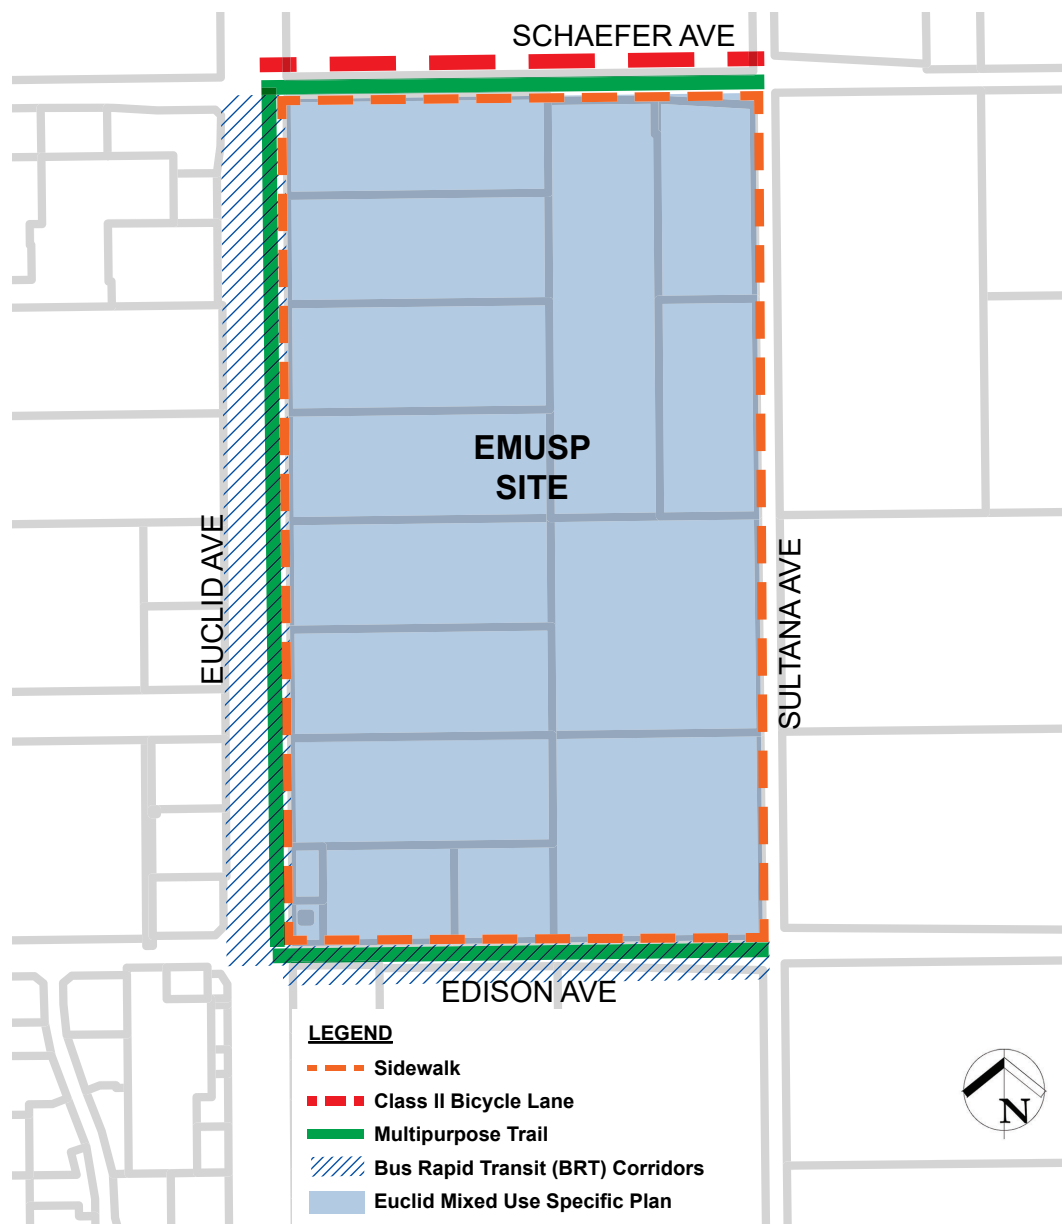 SCHAEFER AVE
EMUSP
SITE
EUCLID AVE
SULTANA AVE
EDISON AVE
LEGEND
Sidewalk
Class II Bicycle Lane
Multipurpose Trail
Bus Rapid Transit (BRT) Corridors
Euclid Mixed Use Specific Plan
N